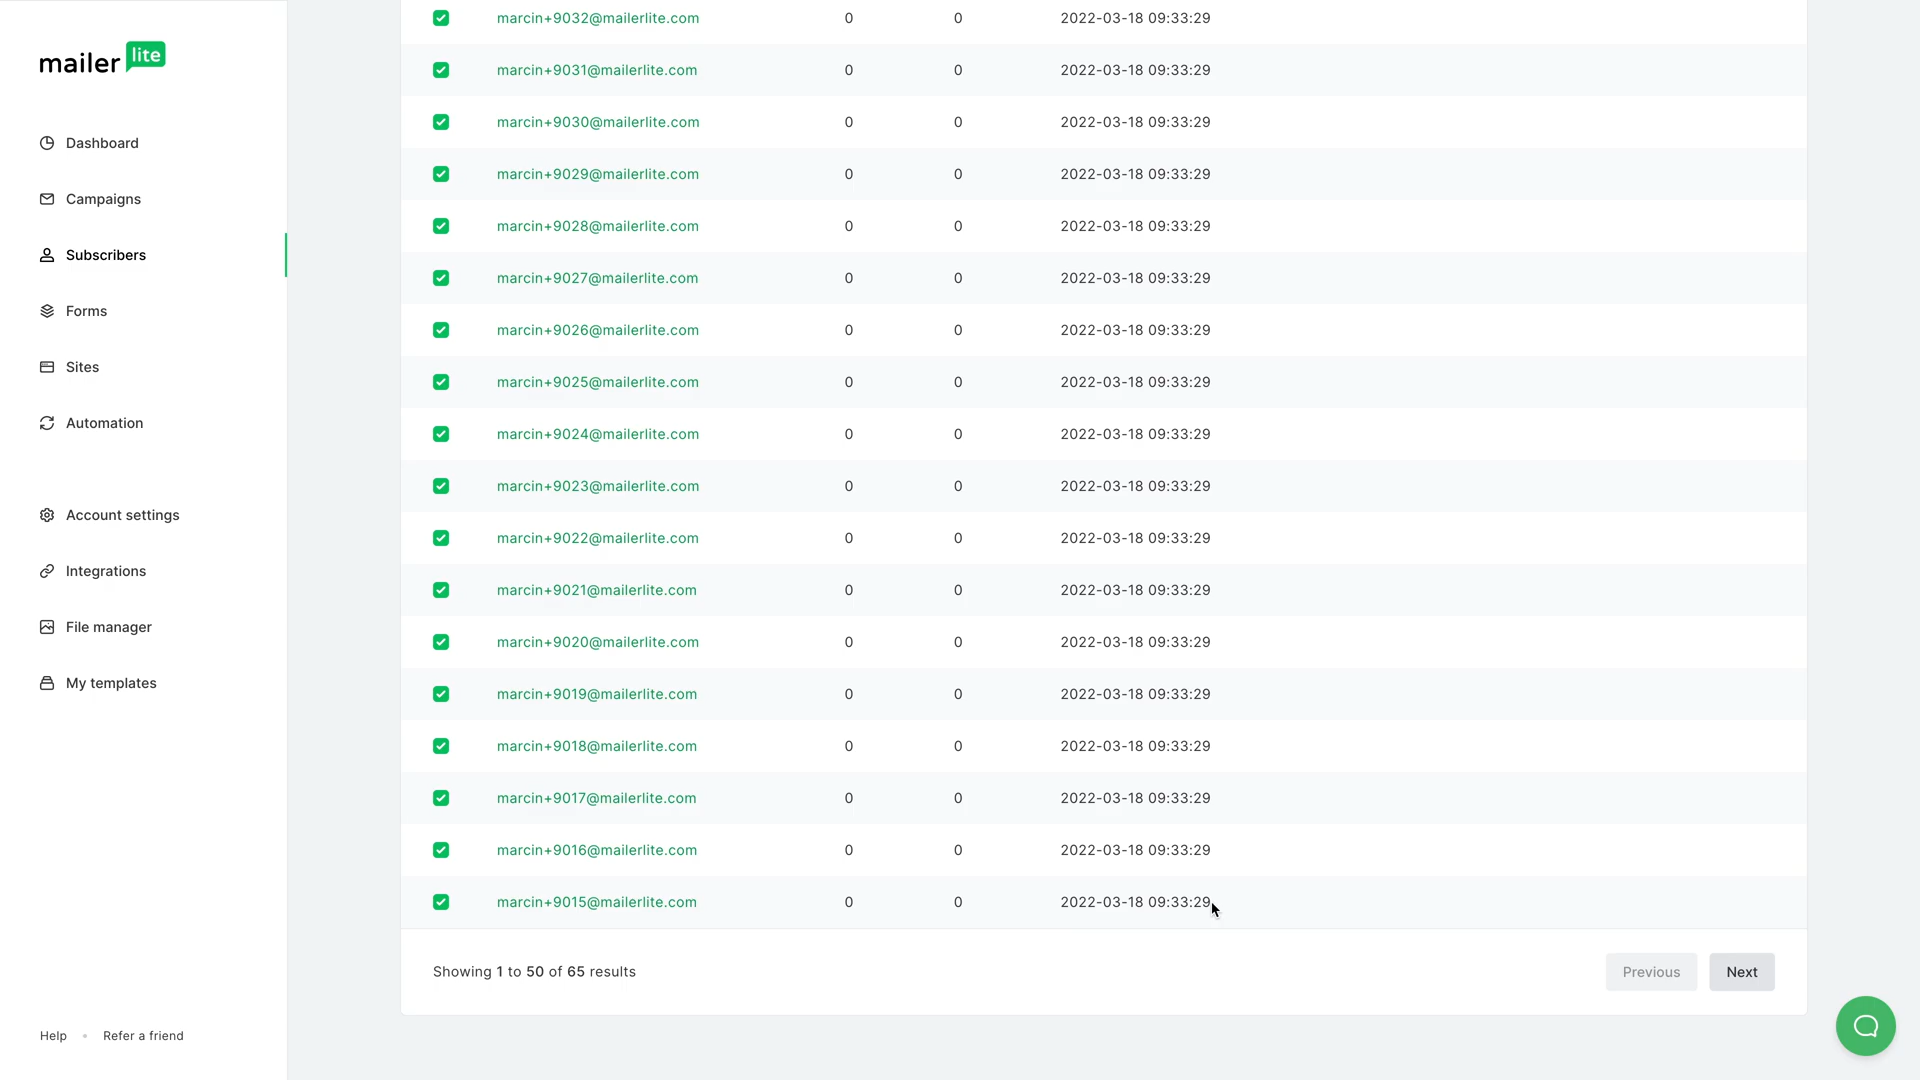 mailer lite
Dashboard
Campaigns
Subscribers
Forms
Sites
Automation
Account settings
Integrations
File manager
My templates
Help • Refer a friend
marcin+9032@mailerlite.com 0 0 2022-03-18 09:33:29
marcin+9031@mailerlite.com 0 0 2022-03-18 09:33:29
marcin+9030@mailerlite.com 0 0 2022-03-18 09:33:29
marcin+9029@mailerlite.com 0 0 2022-03-18 09:33:29
marcin+9028@mailerlite.com 0 0 2022-03-18 09:33:29
marcin+9027@mailerlite.com 0 0 2022-03-18 09:33:29
marcin+9026@mailerlite.com 0 0 2022-03-18 09:33:29
marcin+9025@mailerlite.com 0 0 2022-03-18 09:33:29
marcin+9024@mailerlite.com 0 0 2022-03-18 09:33:29
marcin+9023@mailerlite.com 0 0 2022-03-18 09:33:29
marcin+9022@mailerlite.com 0 0 2022-03-18 09:33:29
marcin+9021@mailerlite.com 0 0 2022-03-18 09:33:29
marcin+9020@mailerlite.com 0 0 2022-03-18 09:33:29
marcin+9019@mailerlite.com 0 0 2022-03-18 09:33:29
marcin+9018@mailerlite.com 0 0 2022-03-18 09:33:29
marcin+9017@mailerlite.com 0 0 2022-03-18 09:33:29
marcin+9016@mailerlite.com 0 0 2022-03-18 09:33:29
marcin+9015@mailerlite.com 0 0 2022-03-18 09:33:29
Showing 1 to 50 of 65 results
Previous Next